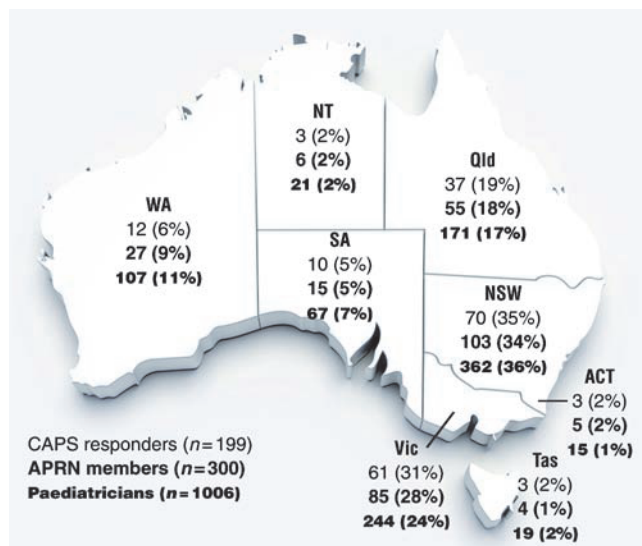 NT
3 (2%)
6 (2%)
21 (2%)
Qld
37 (19%)
55 (18%)
171 (17%)
WA
12 (6%)
27 (9%)
107 (11%)
SA
10 (5%)
15 (5%)
67 (7%)
NSW
70 (35%)
103 (34%)
362 (36%)
ACT
3 (2%)
5 (2%)
15 (1%)
CAPS responders (n=199)
APRN members (n=300)
Paediatricians (n=1006)
Vic
61 (31%)
85 (28%)
244 (24%)
Tas
3 (2%)
4 (1%)
19 (2%)